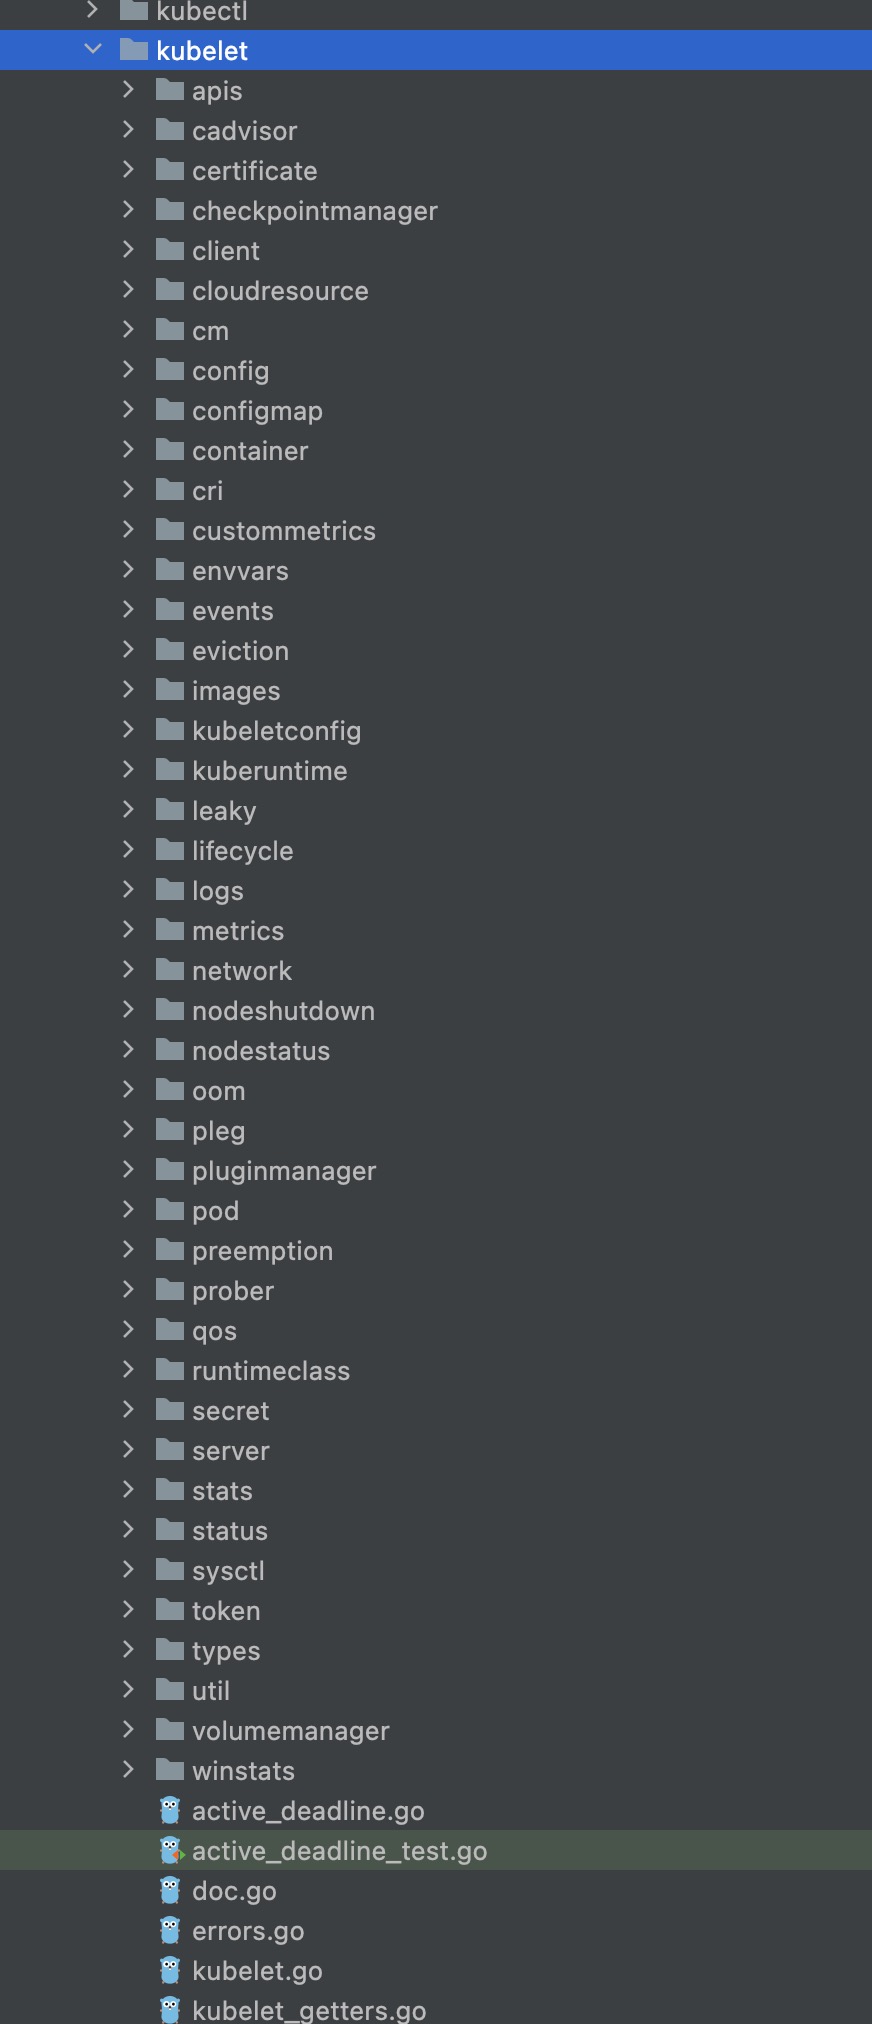 kubectl
kubelet
apis
cadvisor
certificate
checkpointmanager
client
cloudresource
cm
config
configmap
container
cri
custommetrics
envvars
events
eviction
images
kubeletconfig
kuberuntime
leaky
lifecycle
logs
metrics
network
nodeshutdown
nodestatus
oom
pleg
pluginmanager
pod
preemption
prober
qos
runtimeclass
secret
server
stats
status
sysctl
token
types
util
volumemanager
winstats
active_deadline.go
active_deadline_test.go
doc.go
errors.go
kubelet.go
kubelet_getters.go